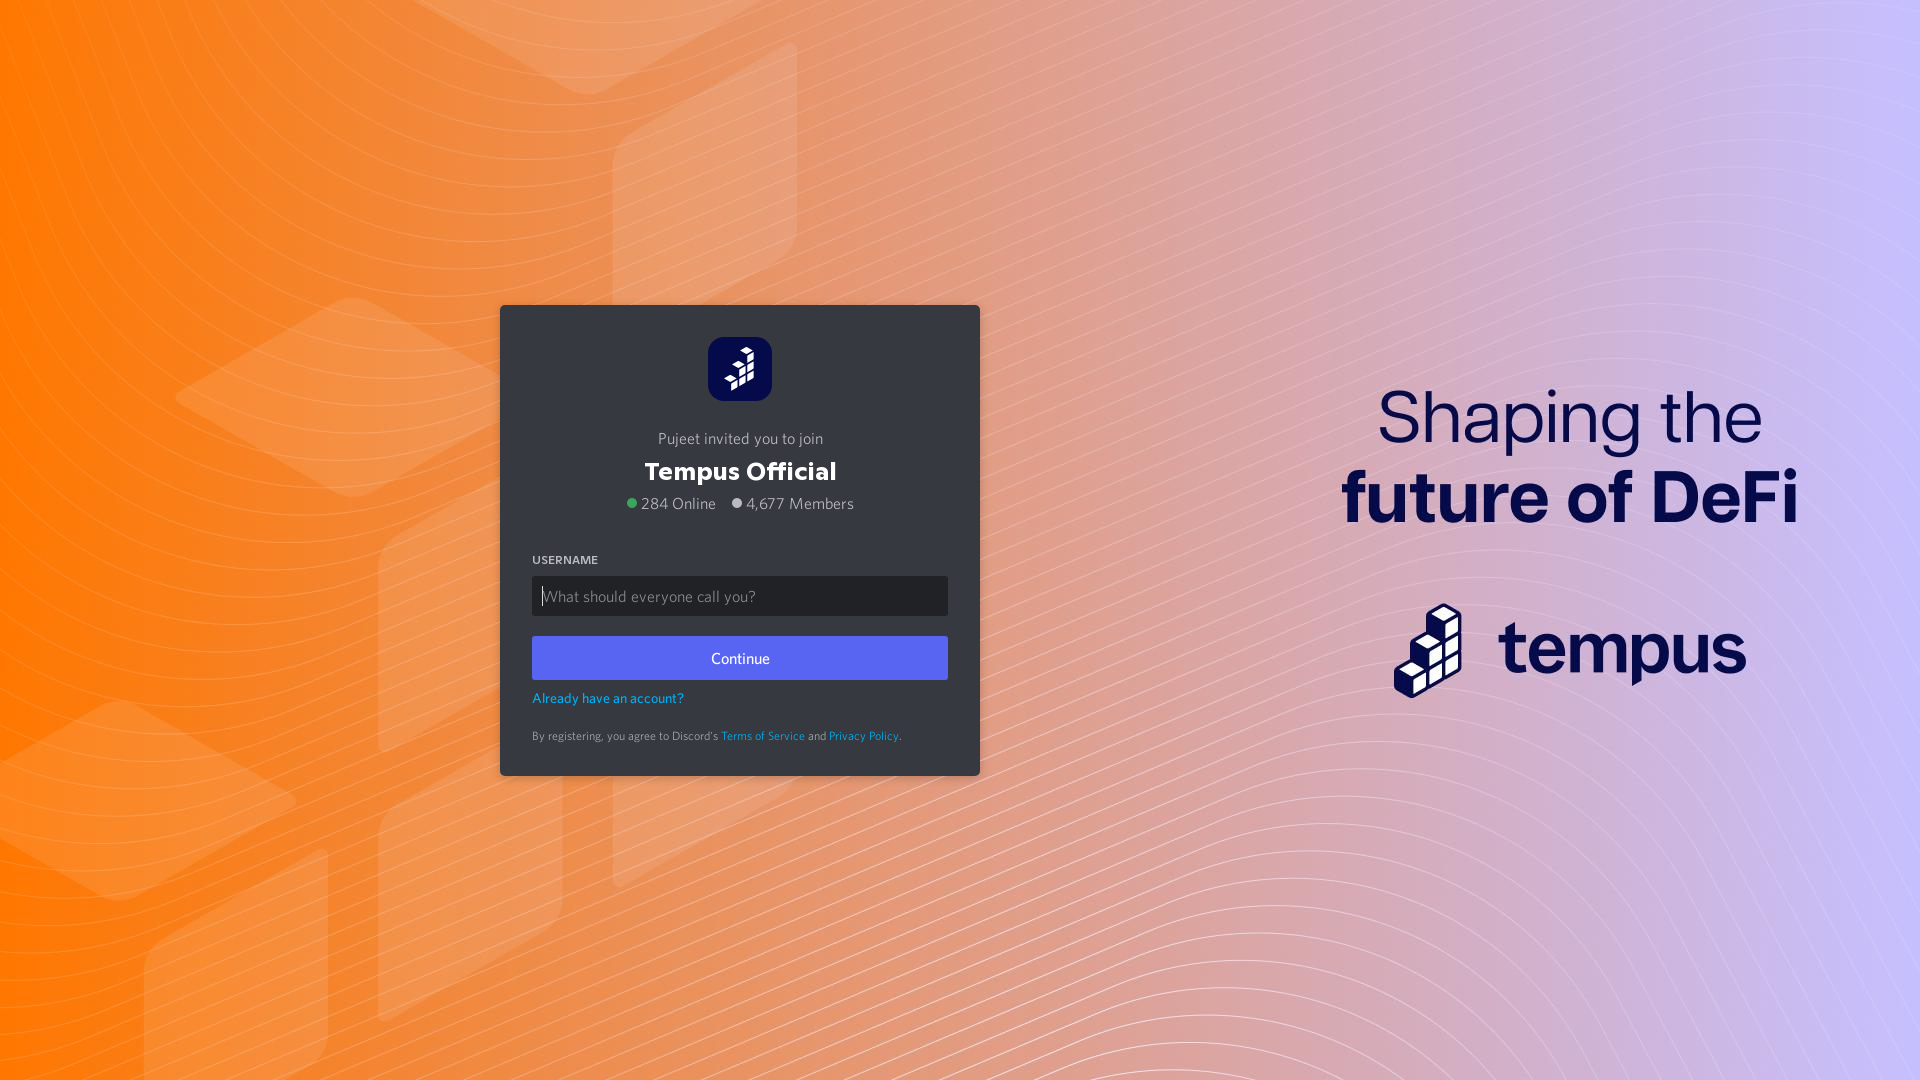 Pujeet invited you to join
Tempus Official
284 Online 4,677 Members
USERNAME
What should everyone call you?
Continue
Already have an account?
By registering, you agree to Discord's Terms of Service and Privacy Policy.
Shaping the
future of DeFi
tempus